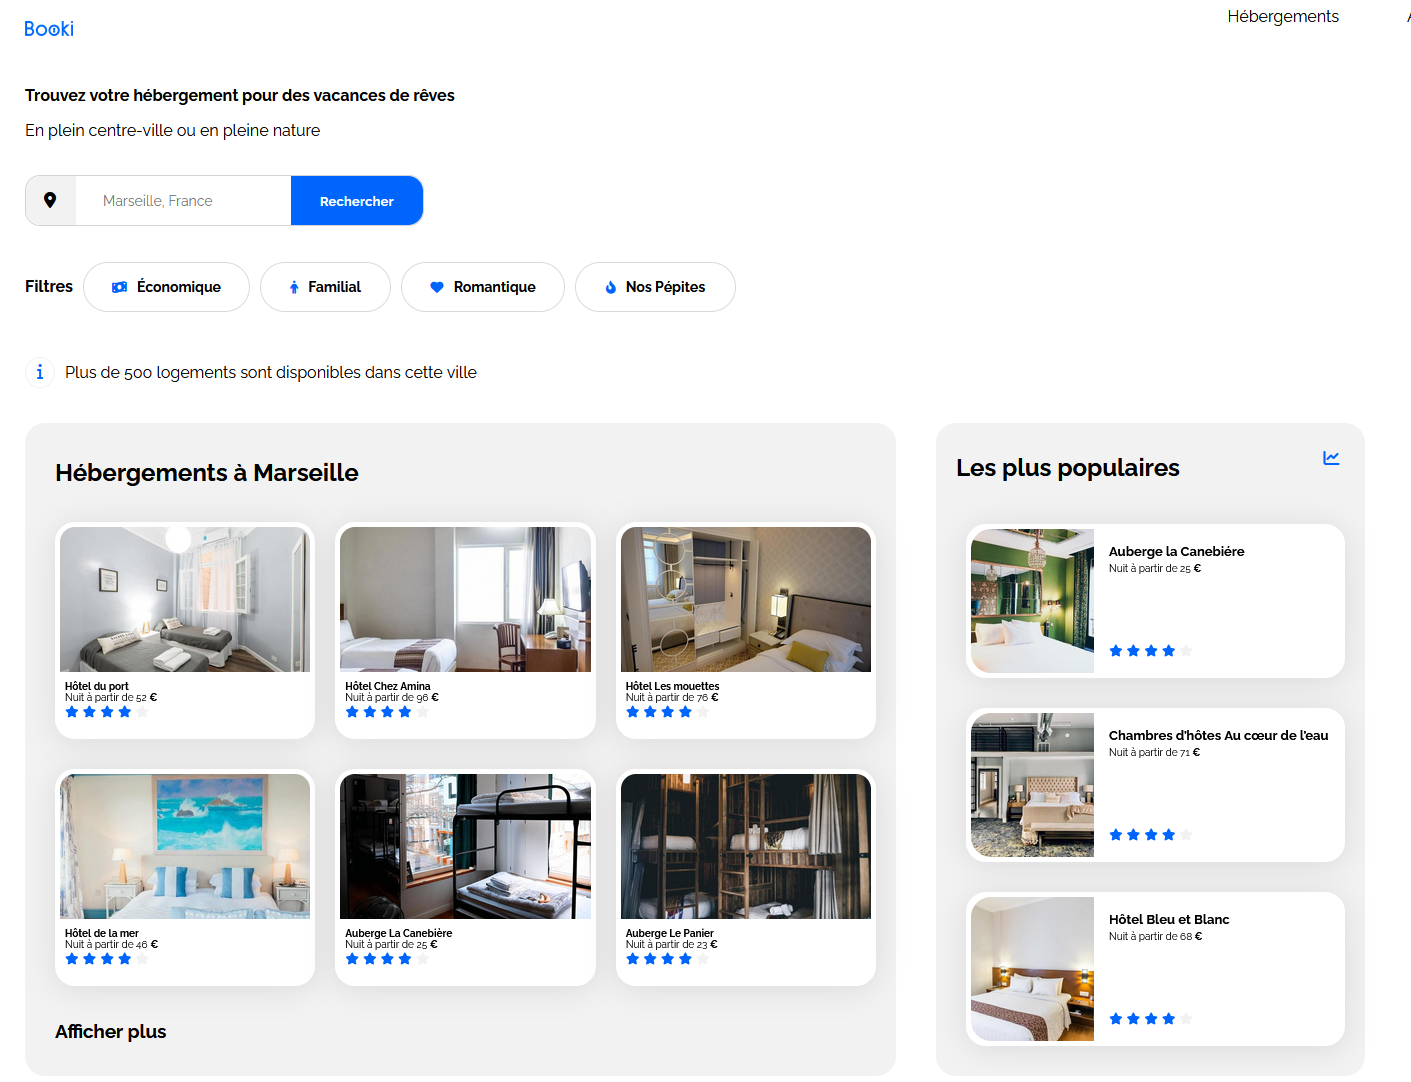 Booki
Hébergements
Trouvez votre hébergement pour des vacances de rêves
En plein centre-ville ou en pleine nature
Marseille, France
Rechercher
Filtres
Économique
Familial
Romantique
Nos Pépites
Plus de 500 logements sont disponibles dans cette ville
Hébergements à Marseille
Hôtel du port
Nuit à partir de 52 €
Hôtel Chez Amina
Nuit à partir de 96 €
Hôtel Les mouettes
Nuit à partir de 76 €
Hôtel de la mer
Nuit à partir de 46 €
Auberge La Canebière
Nuit à partir de 25 €
Auberge Le Panier
Nuit à partir de 23 €
Afficher plus
Les plus populaires
Auberge la Canebiére
Nuit à partir de 25 €
Chambres d'hôtes Au cœur de l'eau
Nuit à partir de 71 €
Hôtel Bleu et Blanc
Nuit à partir de 68 €